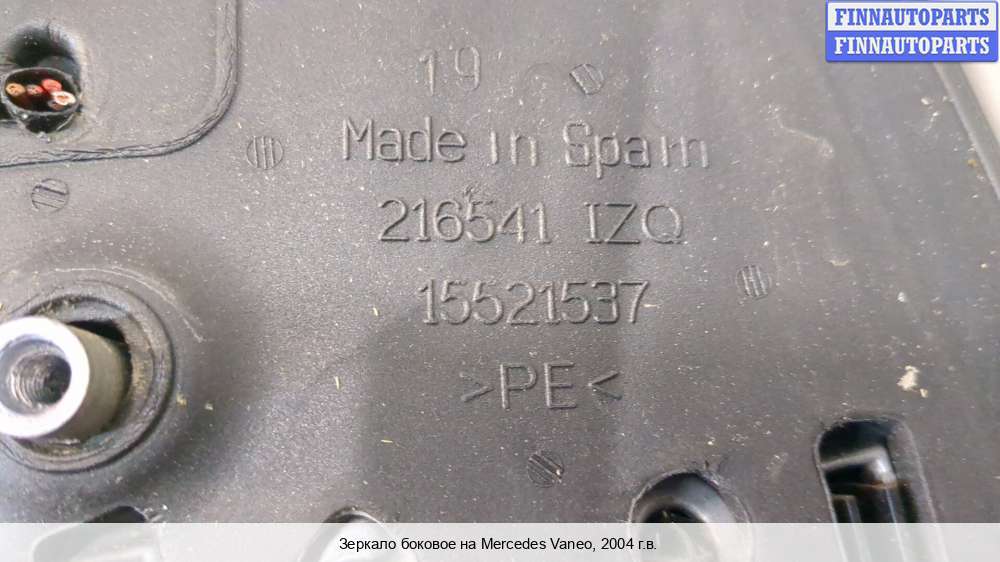 FINNAUTOPARTS
FINNAUTOPARTS
19
Made in Spain
216541 IZQ
15521537
>PE<
Зеркало боковое на Mercedes Vaneo, 2004 г.в.